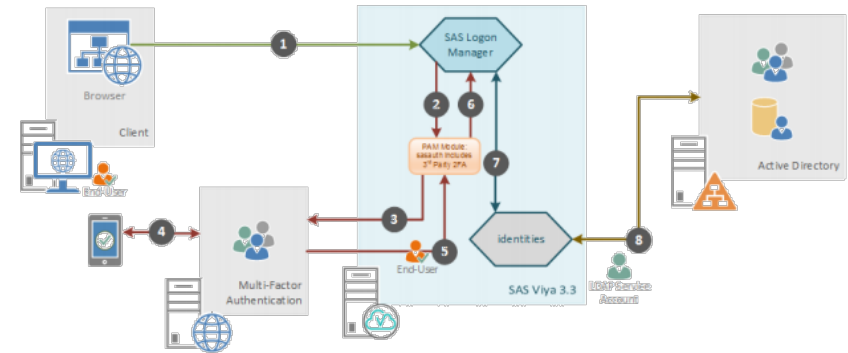 1
SAS Logon
Manager
Browser
Client
2
6
PAM Module:
sasauth includes
3rd Party 2FA
7
Active Directory
End-User
3
4
5
identities
8
End-User
Multi-Factor
Authentication
SAS Viya 3.3
LDAP Service
Account